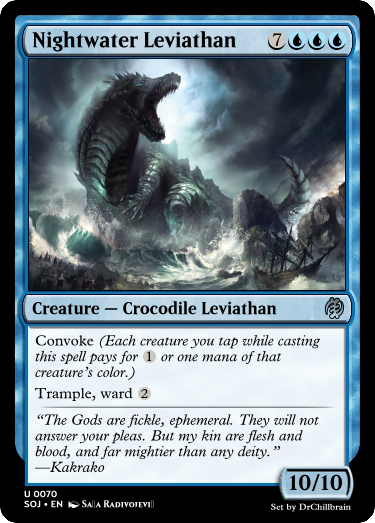 Nightwater Leviathan 7
Creature — Crocodile Leviathan
Convoke (Each creature you tap while casting
this spell pays for 1 or one mana of that
creature's color.)
Trample, ward 2
"The Gods are fickle, ephemeral. They will not
answer your pleas. But my kin are flesh and
blood, and far mightier than any deity."
—Kakrako
10/10
U 0070
SOJ • EN
Set by DrChillbrain